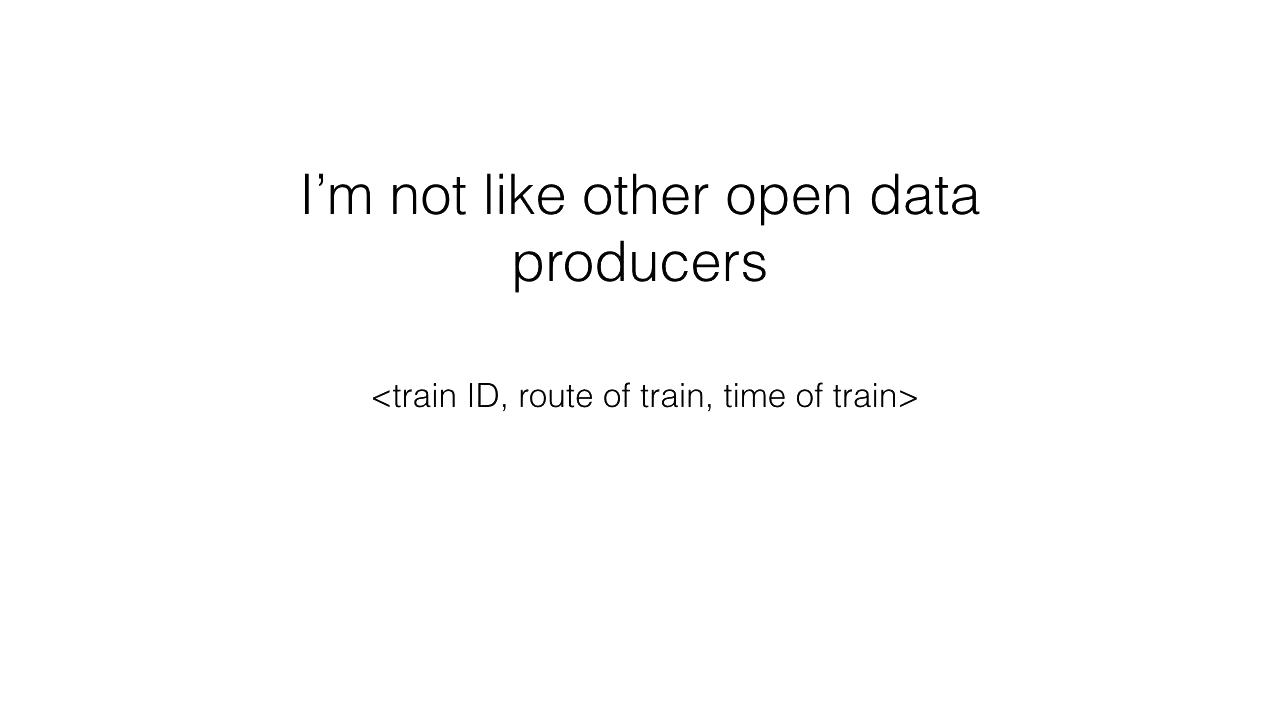 I’m not like other open data
producers
<train ID, route of train, time of train>